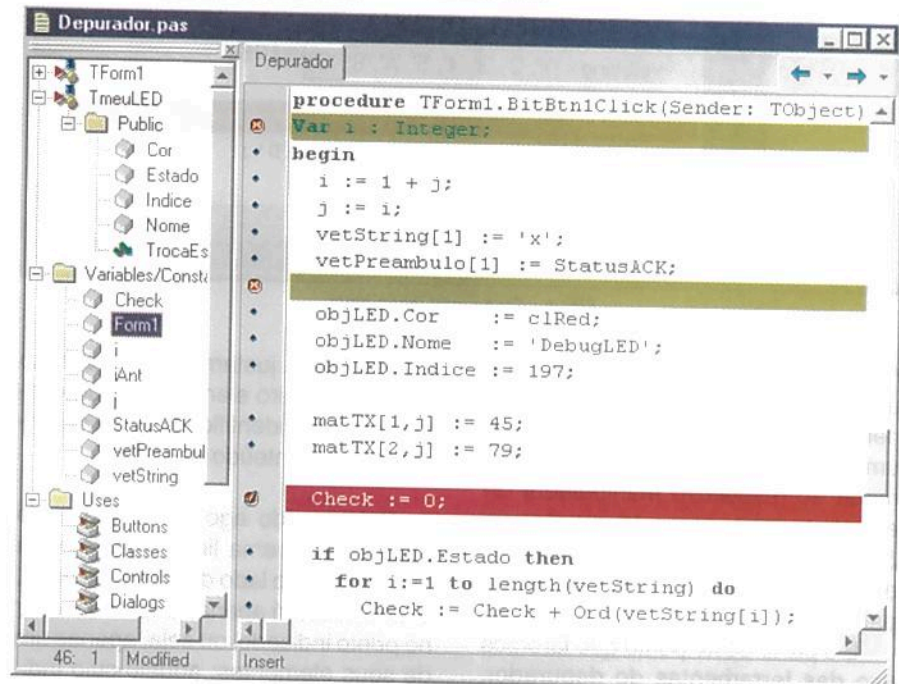 Depurador.pas
TForm1
TmeuLED
Public
Cor
Estado
Indice
Nome
TrocaEs
Variables/Consta
Check
Form1
i
iAnt
j
StatusACK
vetPreambul
vetString
Uses
Buttons
Classes
Controls
Dialogs
Depurador
procedure TForm1.BitBtn1Click(Sender: TObject)
Var i : Integer;
begin
i := 1 + j;
j := i;
vetString[1] := 'x';
vetPreambulo[1] := StatusACK;
objLED.Cor := clRed;
objLED.Nome := 'DebugLED';
objLED.Indice := 197;
matTX[1,j] := 45;
matTX[2,j] := 79;
Check := 0;
if objLED.Estado then
for i:=1 to length(vetString) do
Check := Check + Ord(vetString[i]);
46: 1 Modified Insert